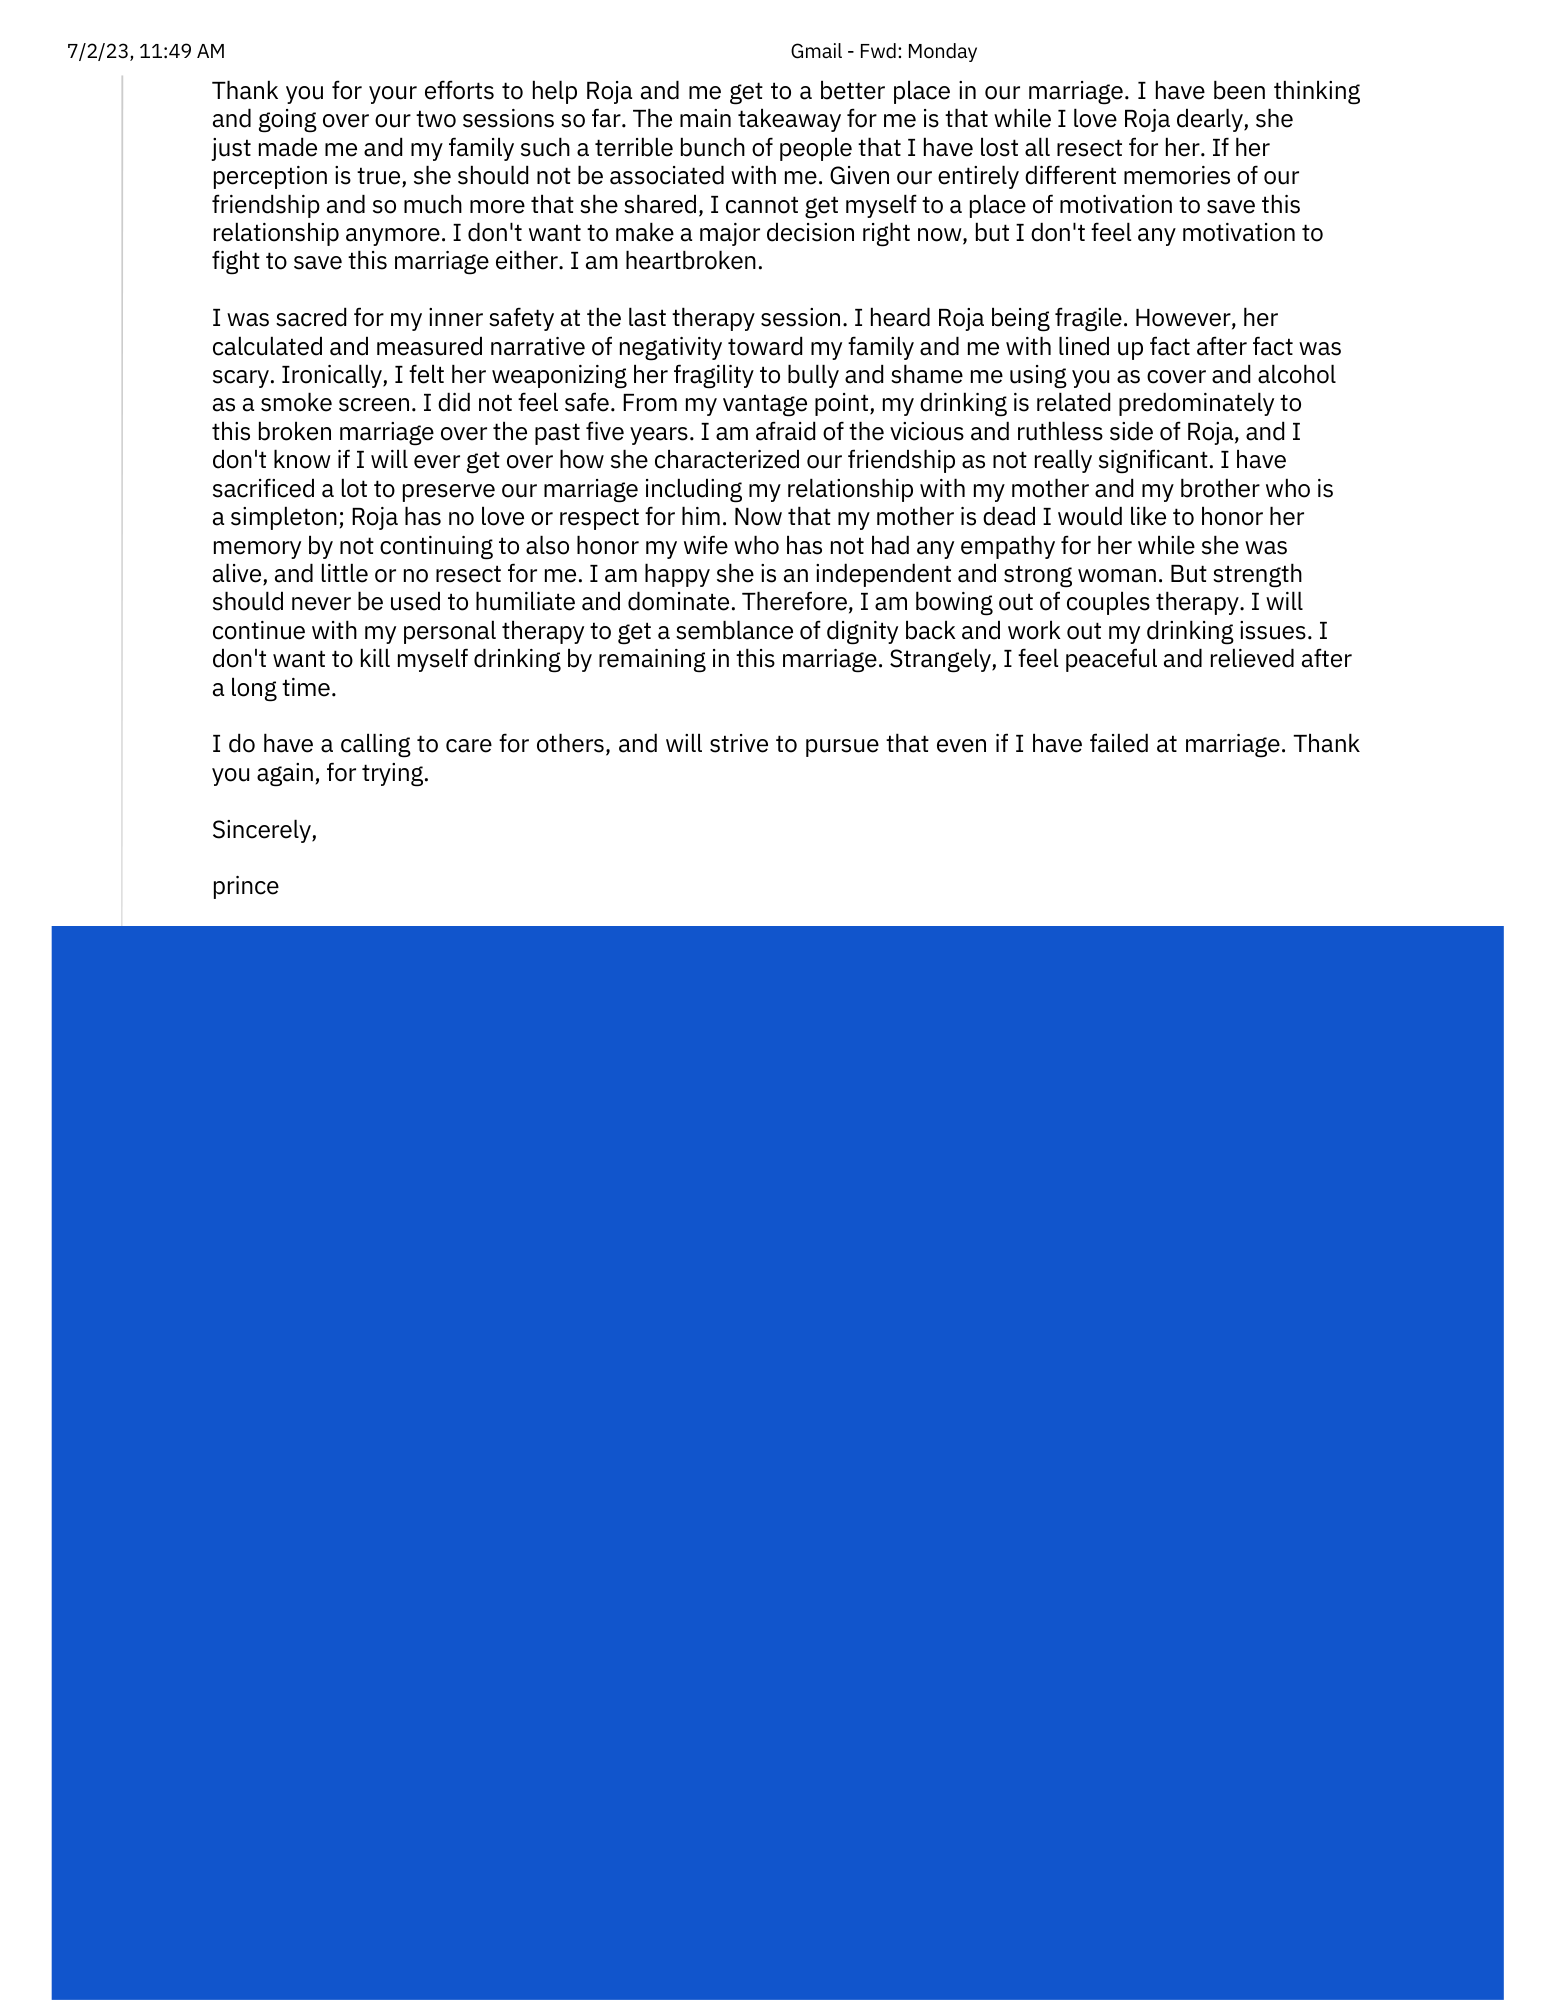 7/2/23, 11:49 AM
Gmail - Fwd: Monday
Thank you for your efforts to help Roja and me get to a better place in our marriage. I have been thinking
and going over our two sessions so far. The main takeaway for me is that while I love Roja dearly, she
just made me and my family such a terrible bunch of people that I have lost all resect for her. If her
perception is true, she should not be associated with me. Given our entirely different memories of our
friendship and so much more that she shared, I cannot get myself to a place of motivation to save this
relationship anymore. I don't want to make a major decision right now, but I don't feel any motivation to
fight to save this marriage either. I am heartbroken.
I was sacred for my inner safety at the last therapy session. I heard Roja being fragile. However, her
calculated and measured narrative of negativity toward my family and me with lined up fact after fact was
scary. Ironically, I felt her weaponizing her fragility to bully and shame me using you as cover and alcohol
as a smoke screen. I did not feel safe. From my vantage point, my drinking is related predominately to
this broken marriage over the past five years. I am afraid of the vicious and ruthless side of Roja, and I
don't know if I will ever get over how she characterized our friendship as not really significant. I have
sacrificed a lot to preserve our marriage including my relationship with my mother and my brother who is
a simpleton; Roja has no love or respect for him. Now that my mother is dead I would like to honor her
memory by not continuing to also honor my wife who has not had any empathy for her while she was
alive, and little or no resect for me. I am happy she is an independent and strong woman. But strength
should never be used to humiliate and dominate. Therefore, I am bowing out of couples therapy. I will
continue with my personal therapy to get a semblance of dignity back and work out my drinking issues. I
don't want to kill myself drinking by remaining in this marriage. Strangely, I feel peaceful and relieved after
a long time.
I do have a calling to care for others, and will strive to pursue that even if I have failed at marriage. Thank
you again, for trying.
Sincerely,
prince